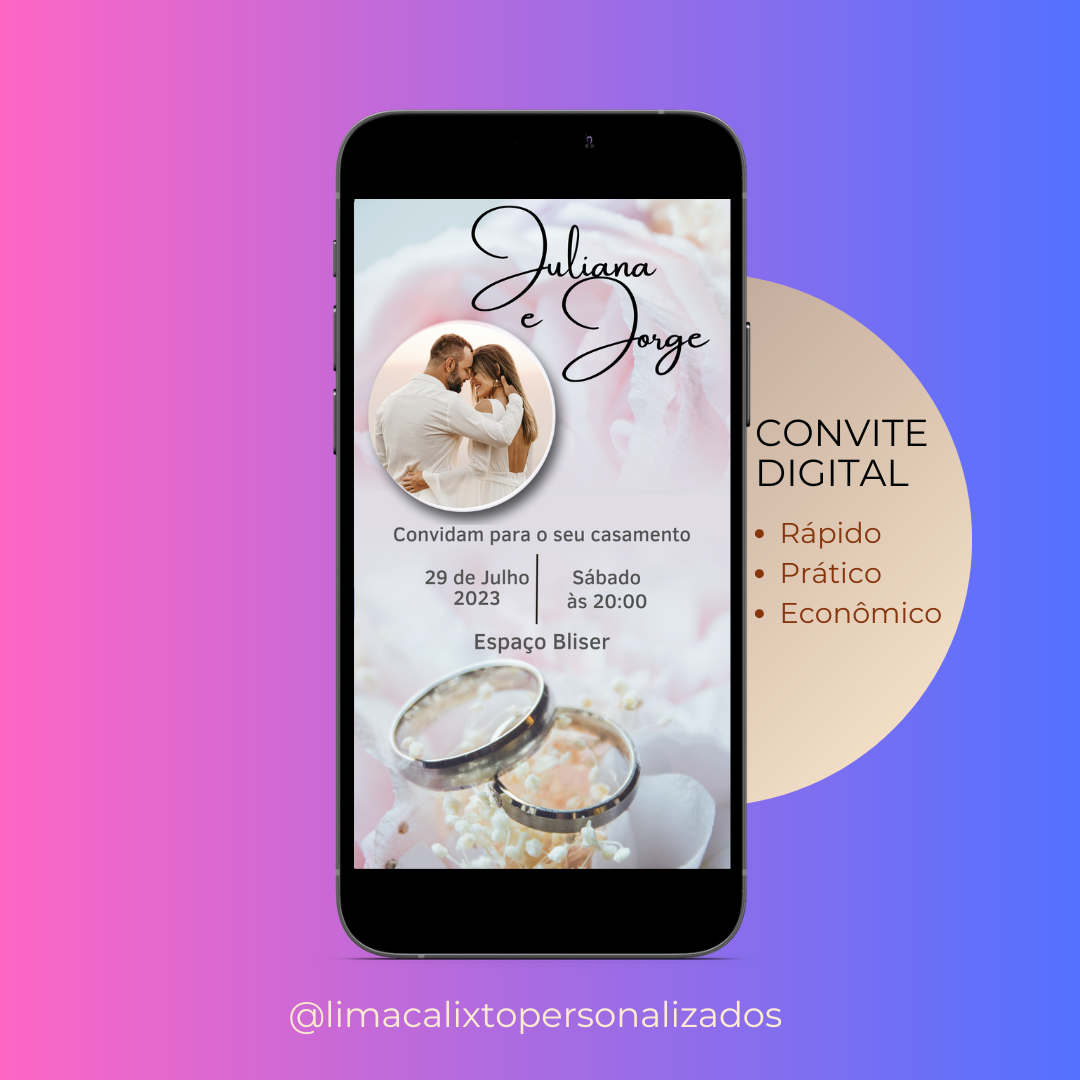 Juliana
e Jorge
Convidam para o seu casamento
29 de Julho
2023
Sábado
às 20:00
Espaço Bliser
CONVITE
DIGITAL
• Rápido
• Prático
• Econômico
@limacalixtopersonalizados